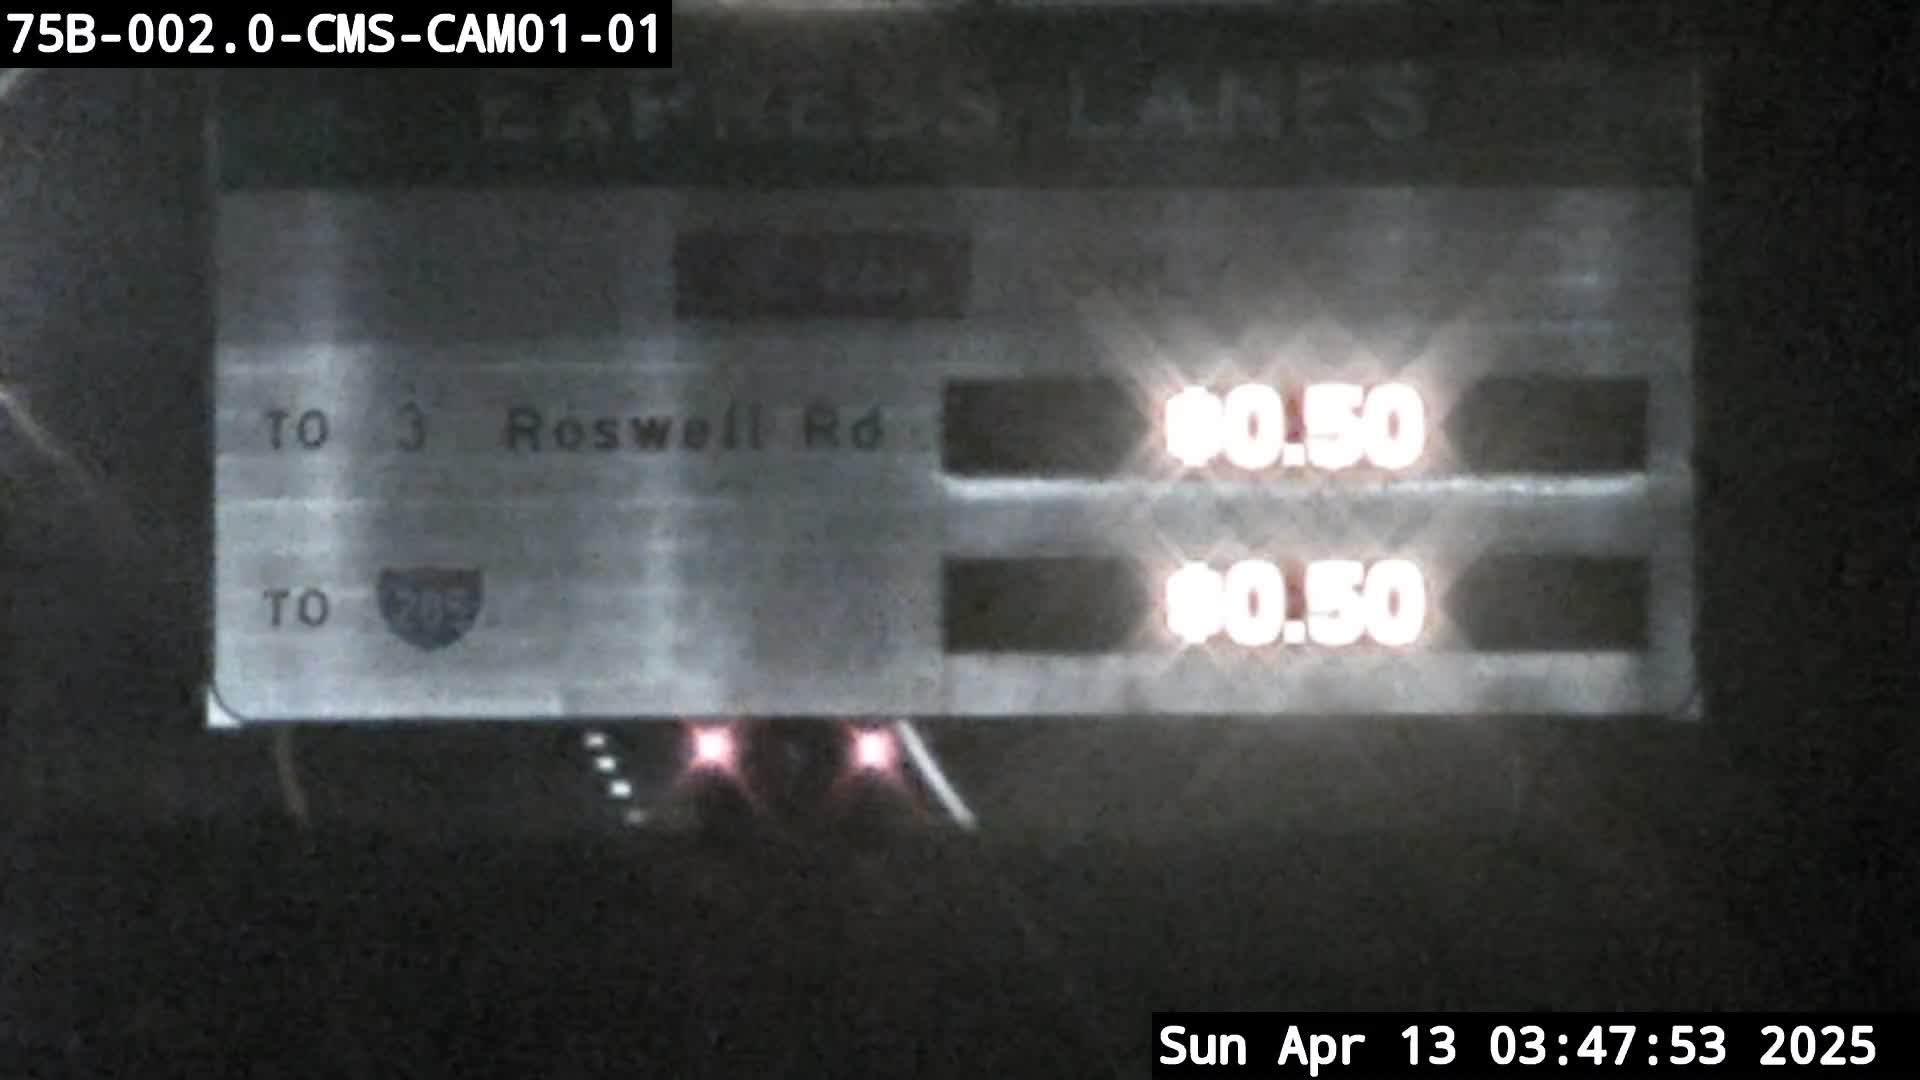 75B-002.0-CMS-CAM01-01
EXPRESS LANES
TO 3 Roswell Rd $0.50
TO 285 $0.50
Sun Apr 13 03:47:53 2025